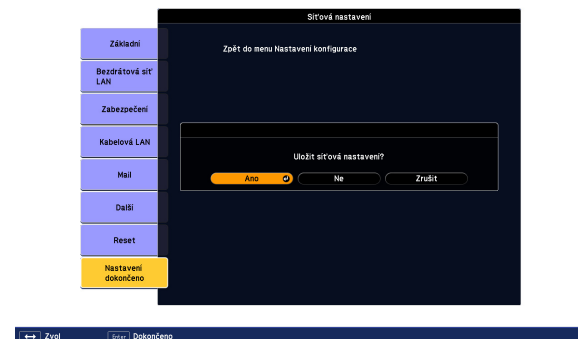 Síťová nastavení
Základní
Zpět do menu Nastavení konfigurace
Bezdrátová síť
LAN
Zabezpečení
Kabelová LAN
Uložit síťová nastavení?
Ano
Ne
Zrušit
Mail
Další
Reset
Nastavení
dokončeno
Zvol
Enter Dokončeno